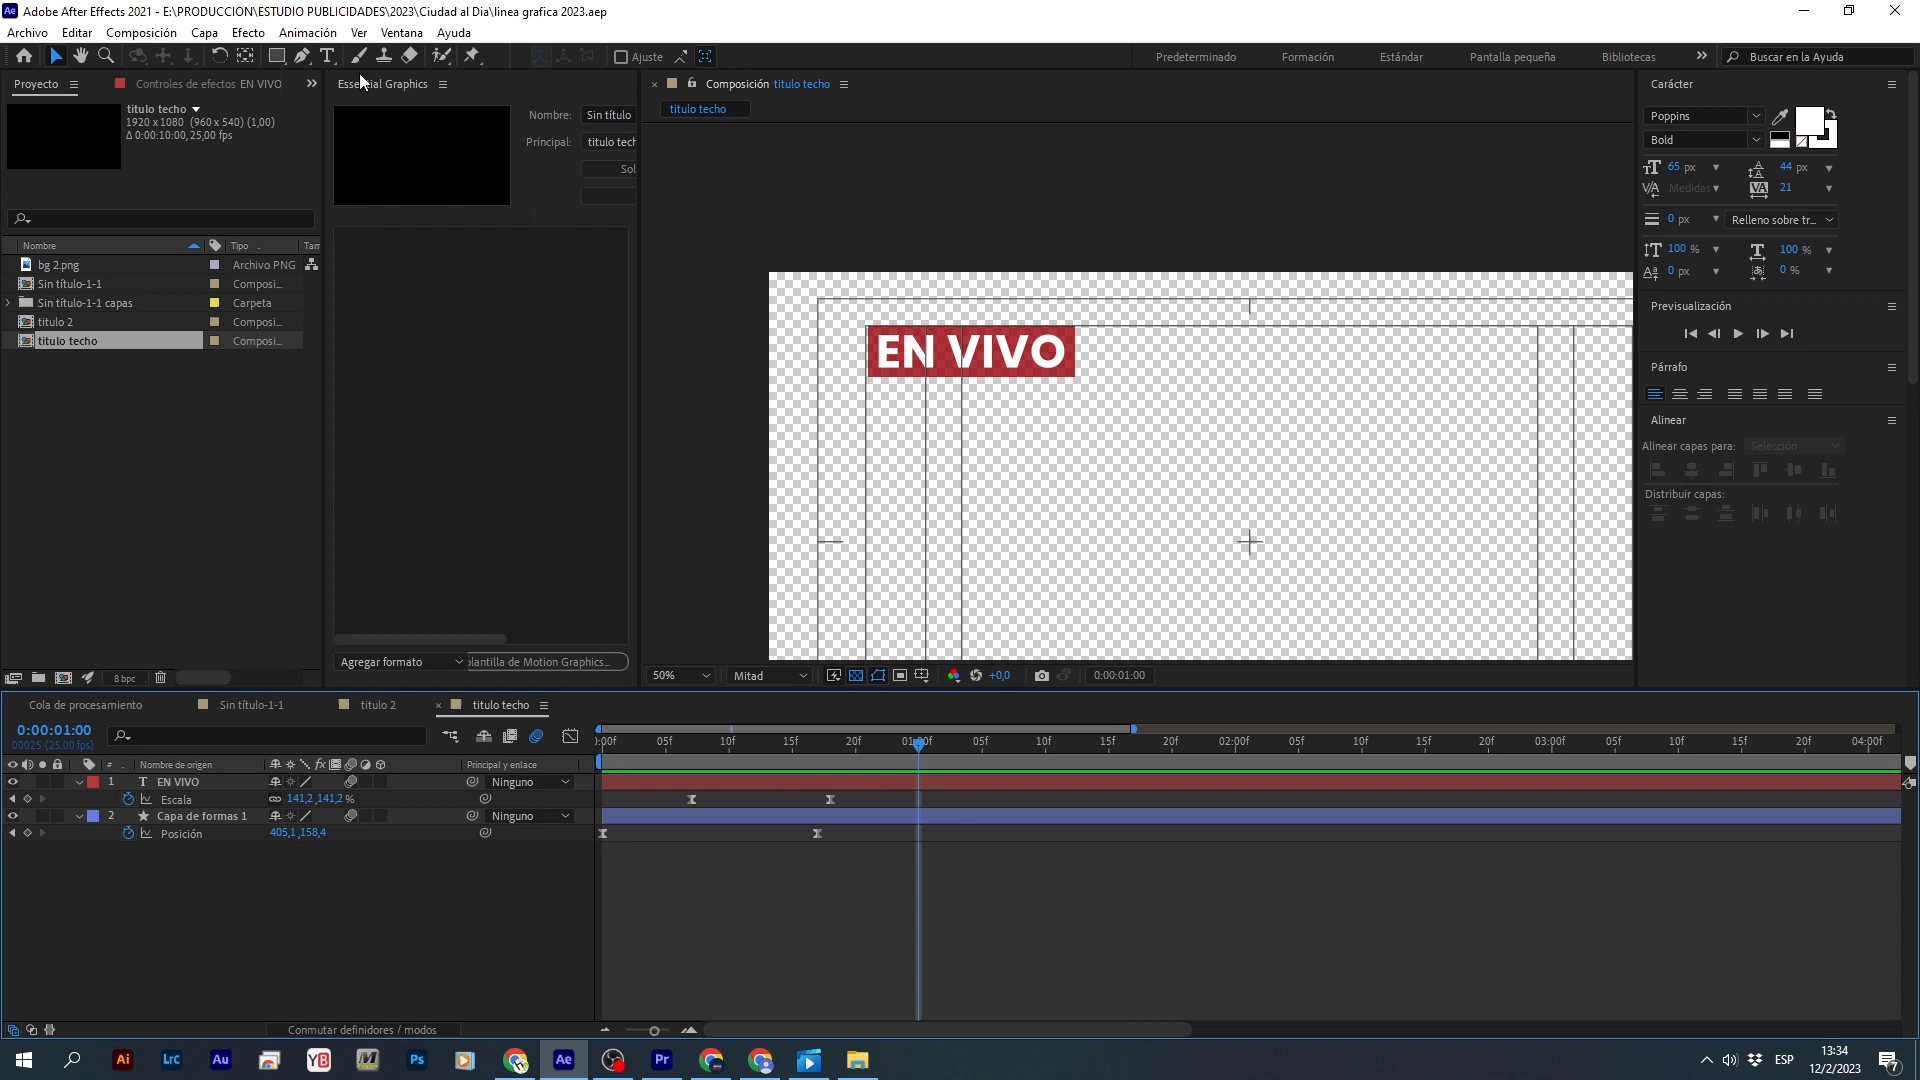 Adobe After Effects 2021 - E:\PRODUCCION\ESTUDIO PUBLICIDADES\2023\Ciudad al Dia\linea grafica 2023.aep
Archivo Editar Composición Capa Efecto Animación Ver Ventana Ayuda
Ajuste
Predeterminado Formación Estándar Pantalla pequeña Bibliotecas Buscar en la Ayuda
Proyecto Controles de efectos EN VIVO
titulo techo
1920 x 1080 (960 x 540) (1,00)
Δ 0:00:10:00, 25,00 fps
Nombre Tipo Tam
bg 2.png Archivo PNG
Sin título-1-1 Composi...
Sin título-1-1 capas Carpeta
titulo 2 Composi...
titulo techo Composi...
8 bpc
Essential Graphics
Nombre: Sin título
Principal: titulo tech
Sol
Agregar formato plantilla de Motion Graphics...
Composición titulo techo
titulo techo
EN VIVO
50% Mitad +0,0 0:00:01:00
Carácter
Poppins
Bold
65 px 44 px
Medidas 21
0 px Relleno sobre tr...
100 % 100 %
0 px 0 %
Previsualización
Párrafo
Alinear
Alinear capas para: Selección
Distribuir capas:
Cola de procesamiento Sin título-1-1 titulo 2 titulo techo
0:00:01:00
00025 (25.00 fps)
# Nombre de origen Principal y enlace
1 EN VIVO Ninguno
Escala 141,2,141,2%
2 Capa de formas 1 Ninguno
Posición 405,1,158,4
:00f 05f 10f 15f 20f 01:00f 05f 10f 15f 20f 02:00f 05f 10f 15f 20f 03:00f 05f 10f 15f 20f 04:00f
Conmutar definidores / modos
ESP
13:34
12/2/2023
7